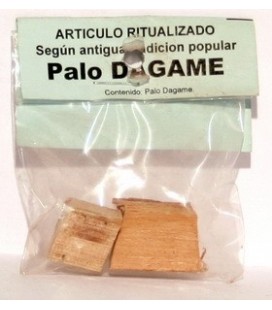 ARTICULO RITUALIZADO
Según antigua tradicion popular
Palo DAGAME
Contenido: Palo Dagame.